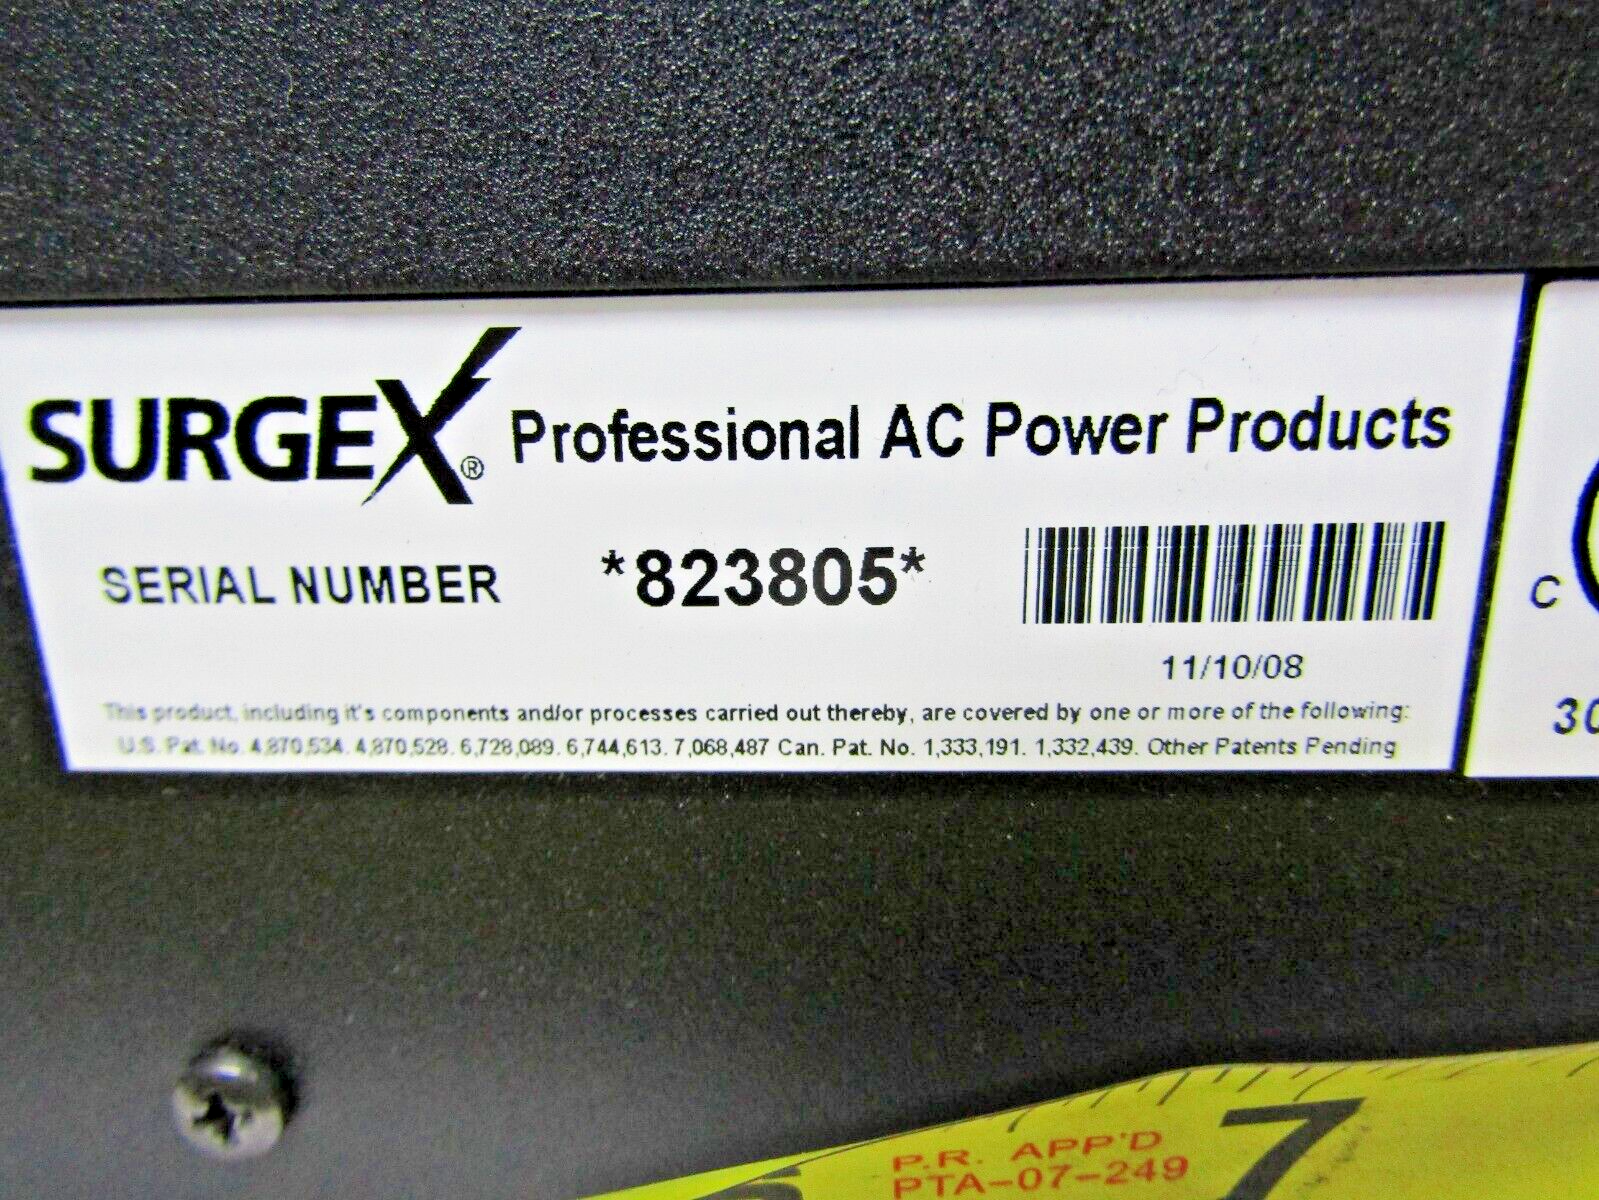 SURGEX® Professional AC Power Products
SERIAL NUMBER *823805*
11/10/08
This product, including it's components and/or processes carried out thereby, are covered by one or more of the following:
U.S. Pat. No. 4,870,534. 4,870,528. 6,728,089. 6,744,613. 7,068,487 Can. Pat. No. 1,333,191. 1,332,439. Other Patents Pending
C
30
P.R. APP'D
PTA-07-249
7